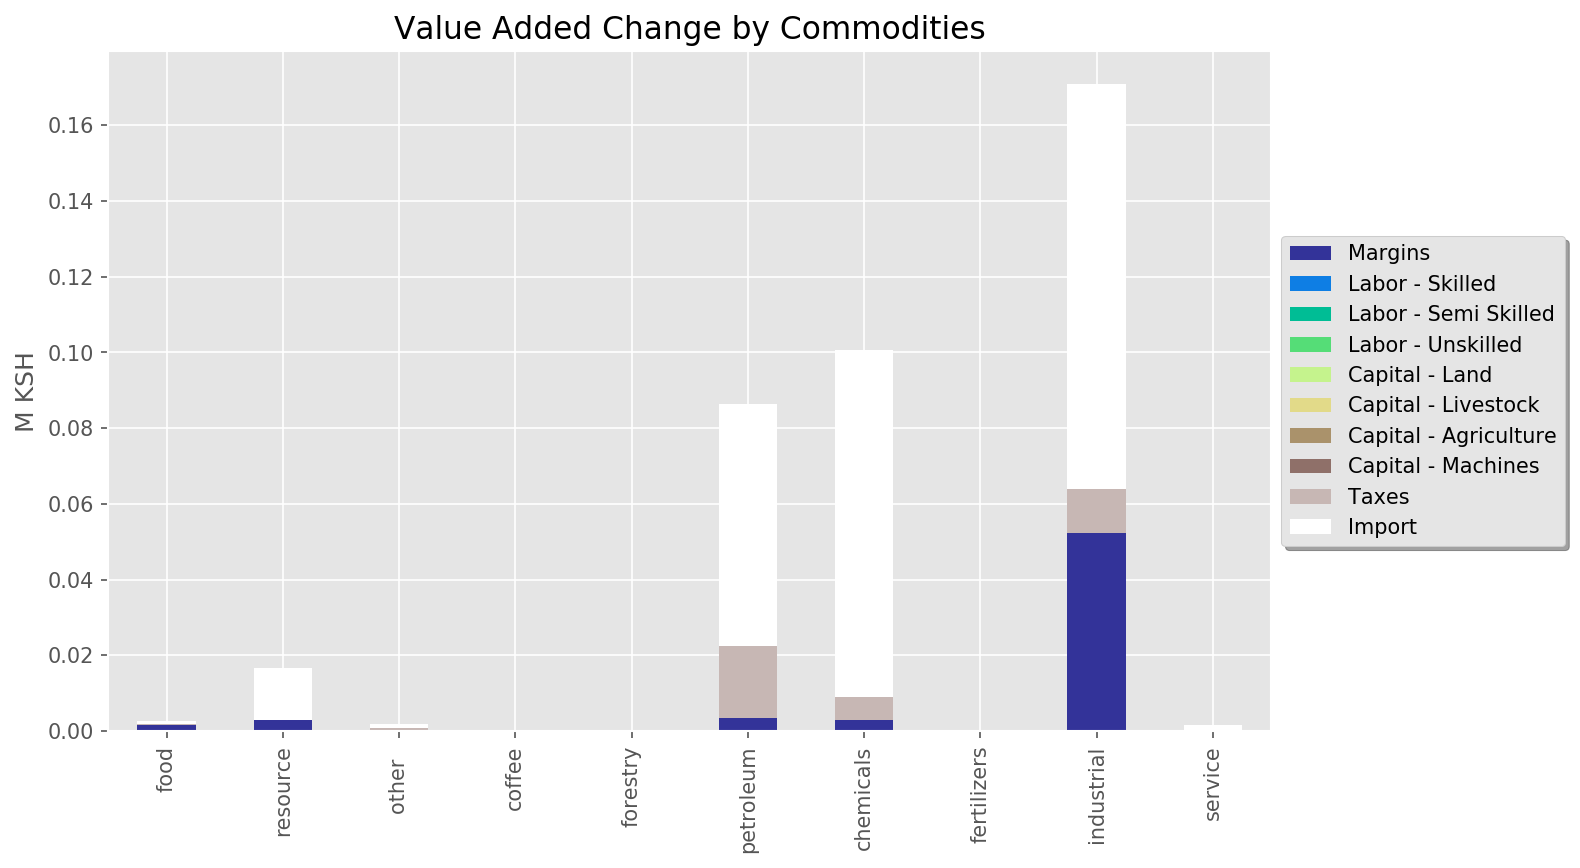 Value Added Change by Commodities
M KSH
0.16
0.14
0.12
0.10
0.08
0.06
0.04
0.02
0.00
food
resource
other
coffee
forestry
petroleum
chemicals
fertilizers
industrial
service
Margins
Labor - Skilled
Labor - Semi Skilled
Labor - Unskilled
Capital - Land
Capital - Livestock
Capital - Agriculture
Capital - Machines
Taxes
Import